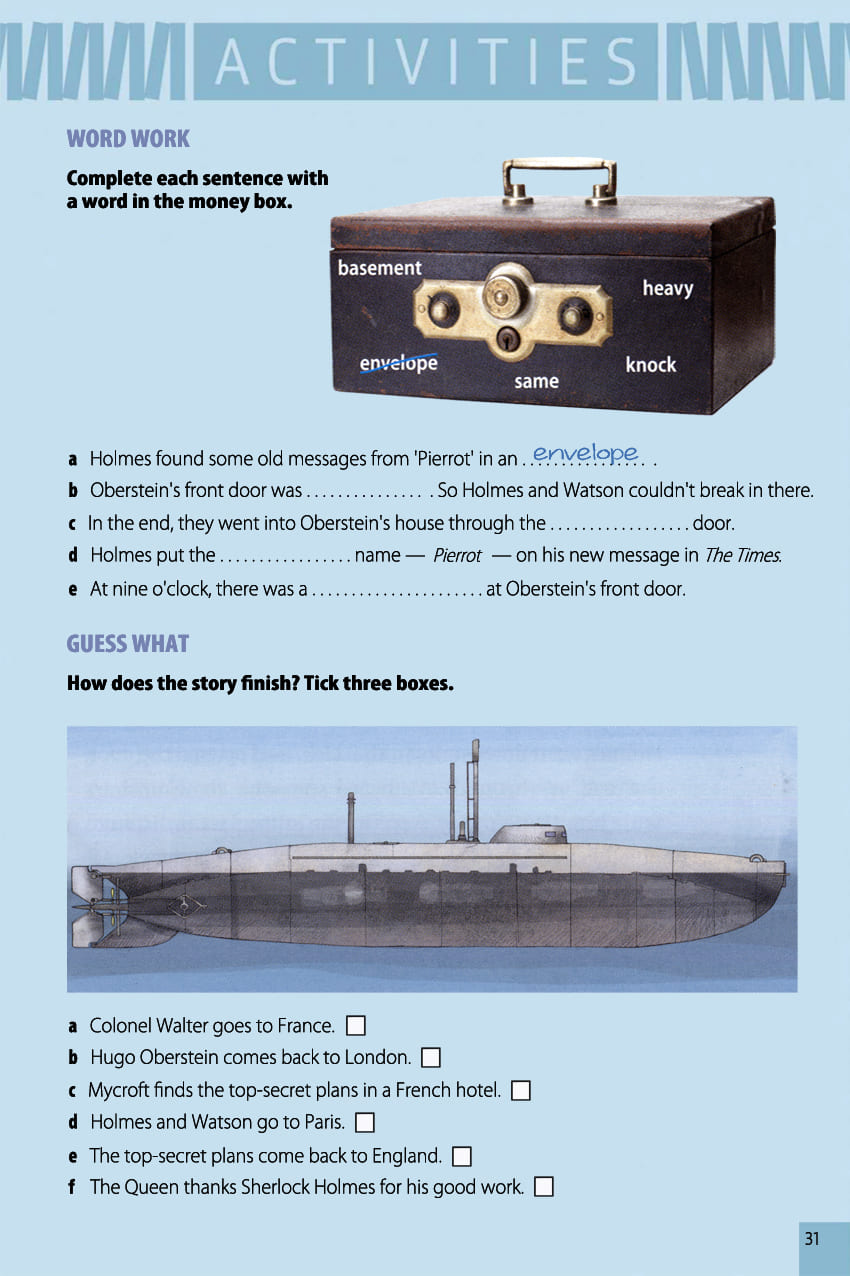 ACTIVITIES
WORD WORK
Complete each sentence with
a word in the money box.
basement
heavy
envelope
knock
same
a Holmes found some old messages from 'Pierrot' in an . envelope . .
b Oberstein's front door was . . . . . . . . . . . . . . . . So Holmes and Watson couldn't break in there.
c In the end, they went into Oberstein's house through the . . . . . . . . . . . . . . . . . . door.
d Holmes put the . . . . . . . . . . . . . . . . . name — Pierrot — on his new message in The Times.
e At nine o'clock, there was a . . . . . . . . . . . . . . . . . . . . . . at Oberstein's front door.
GUESS WHAT
How does the story finish? Tick three boxes.
a Colonel Walter goes to France.
b Hugo Oberstein comes back to London.
c Mycroft finds the top-secret plans in a French hotel.
d Holmes and Watson go to Paris.
e The top-secret plans come back to England.
f The Queen thanks Sherlock Holmes for his good work.
31